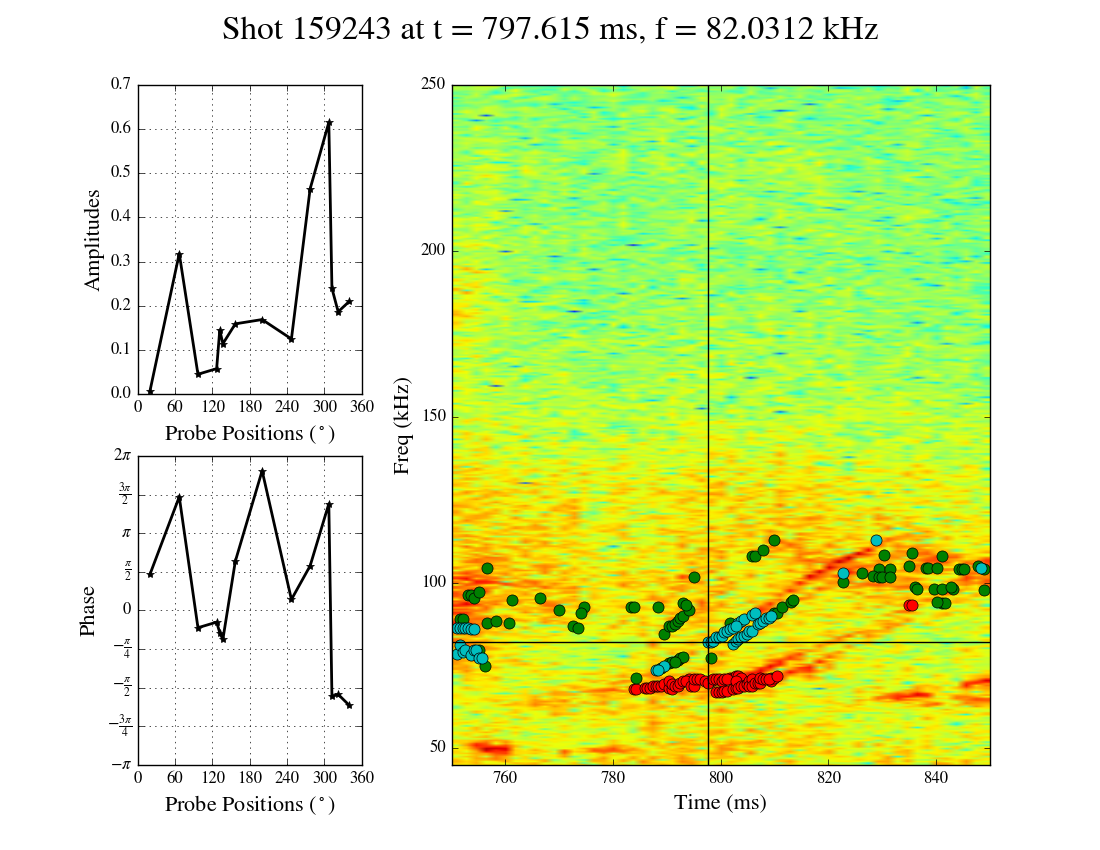 Shot 159243 at t = 797.615 ms, f = 82.0312 kHz
0.7
0.6
0.5
0.4
0.3
0.2
0.1
0.0
Amplitudes
0 60 120 180 240 300 360
Probe Positions (°)
2π
3π/2
π
π/2
0
−π/4
−π/2
−3π/4
−π
Phase
0 60 120 180 240 300 360
Probe Positions (°)
250
200
150
100
50
Freq (kHz)
760 780 800 820 840
Time (ms)